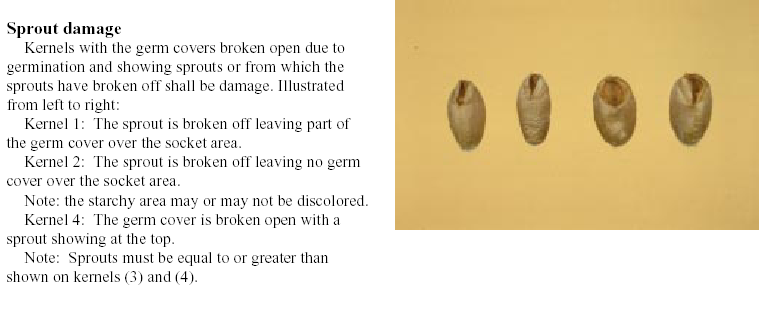 Sprout damage
Kernels with the germ covers broken open due to
germination and showing sprouts or from which the
sprouts have broken off shall be damage. Illustrated
from left to right:
Kernel 1:  The sprout is broken off leaving part of
the germ cover over the socket area.
Kernel 2:  The sprout is broken off leaving no germ
cover over the socket area.
Note: the starchy area may or may not be discolored.
Kernel 4:  The germ cover is broken open with a
sprout showing at the top.
Note:  Sprouts must be equal to or greater than
shown on kernels (3) and (4).